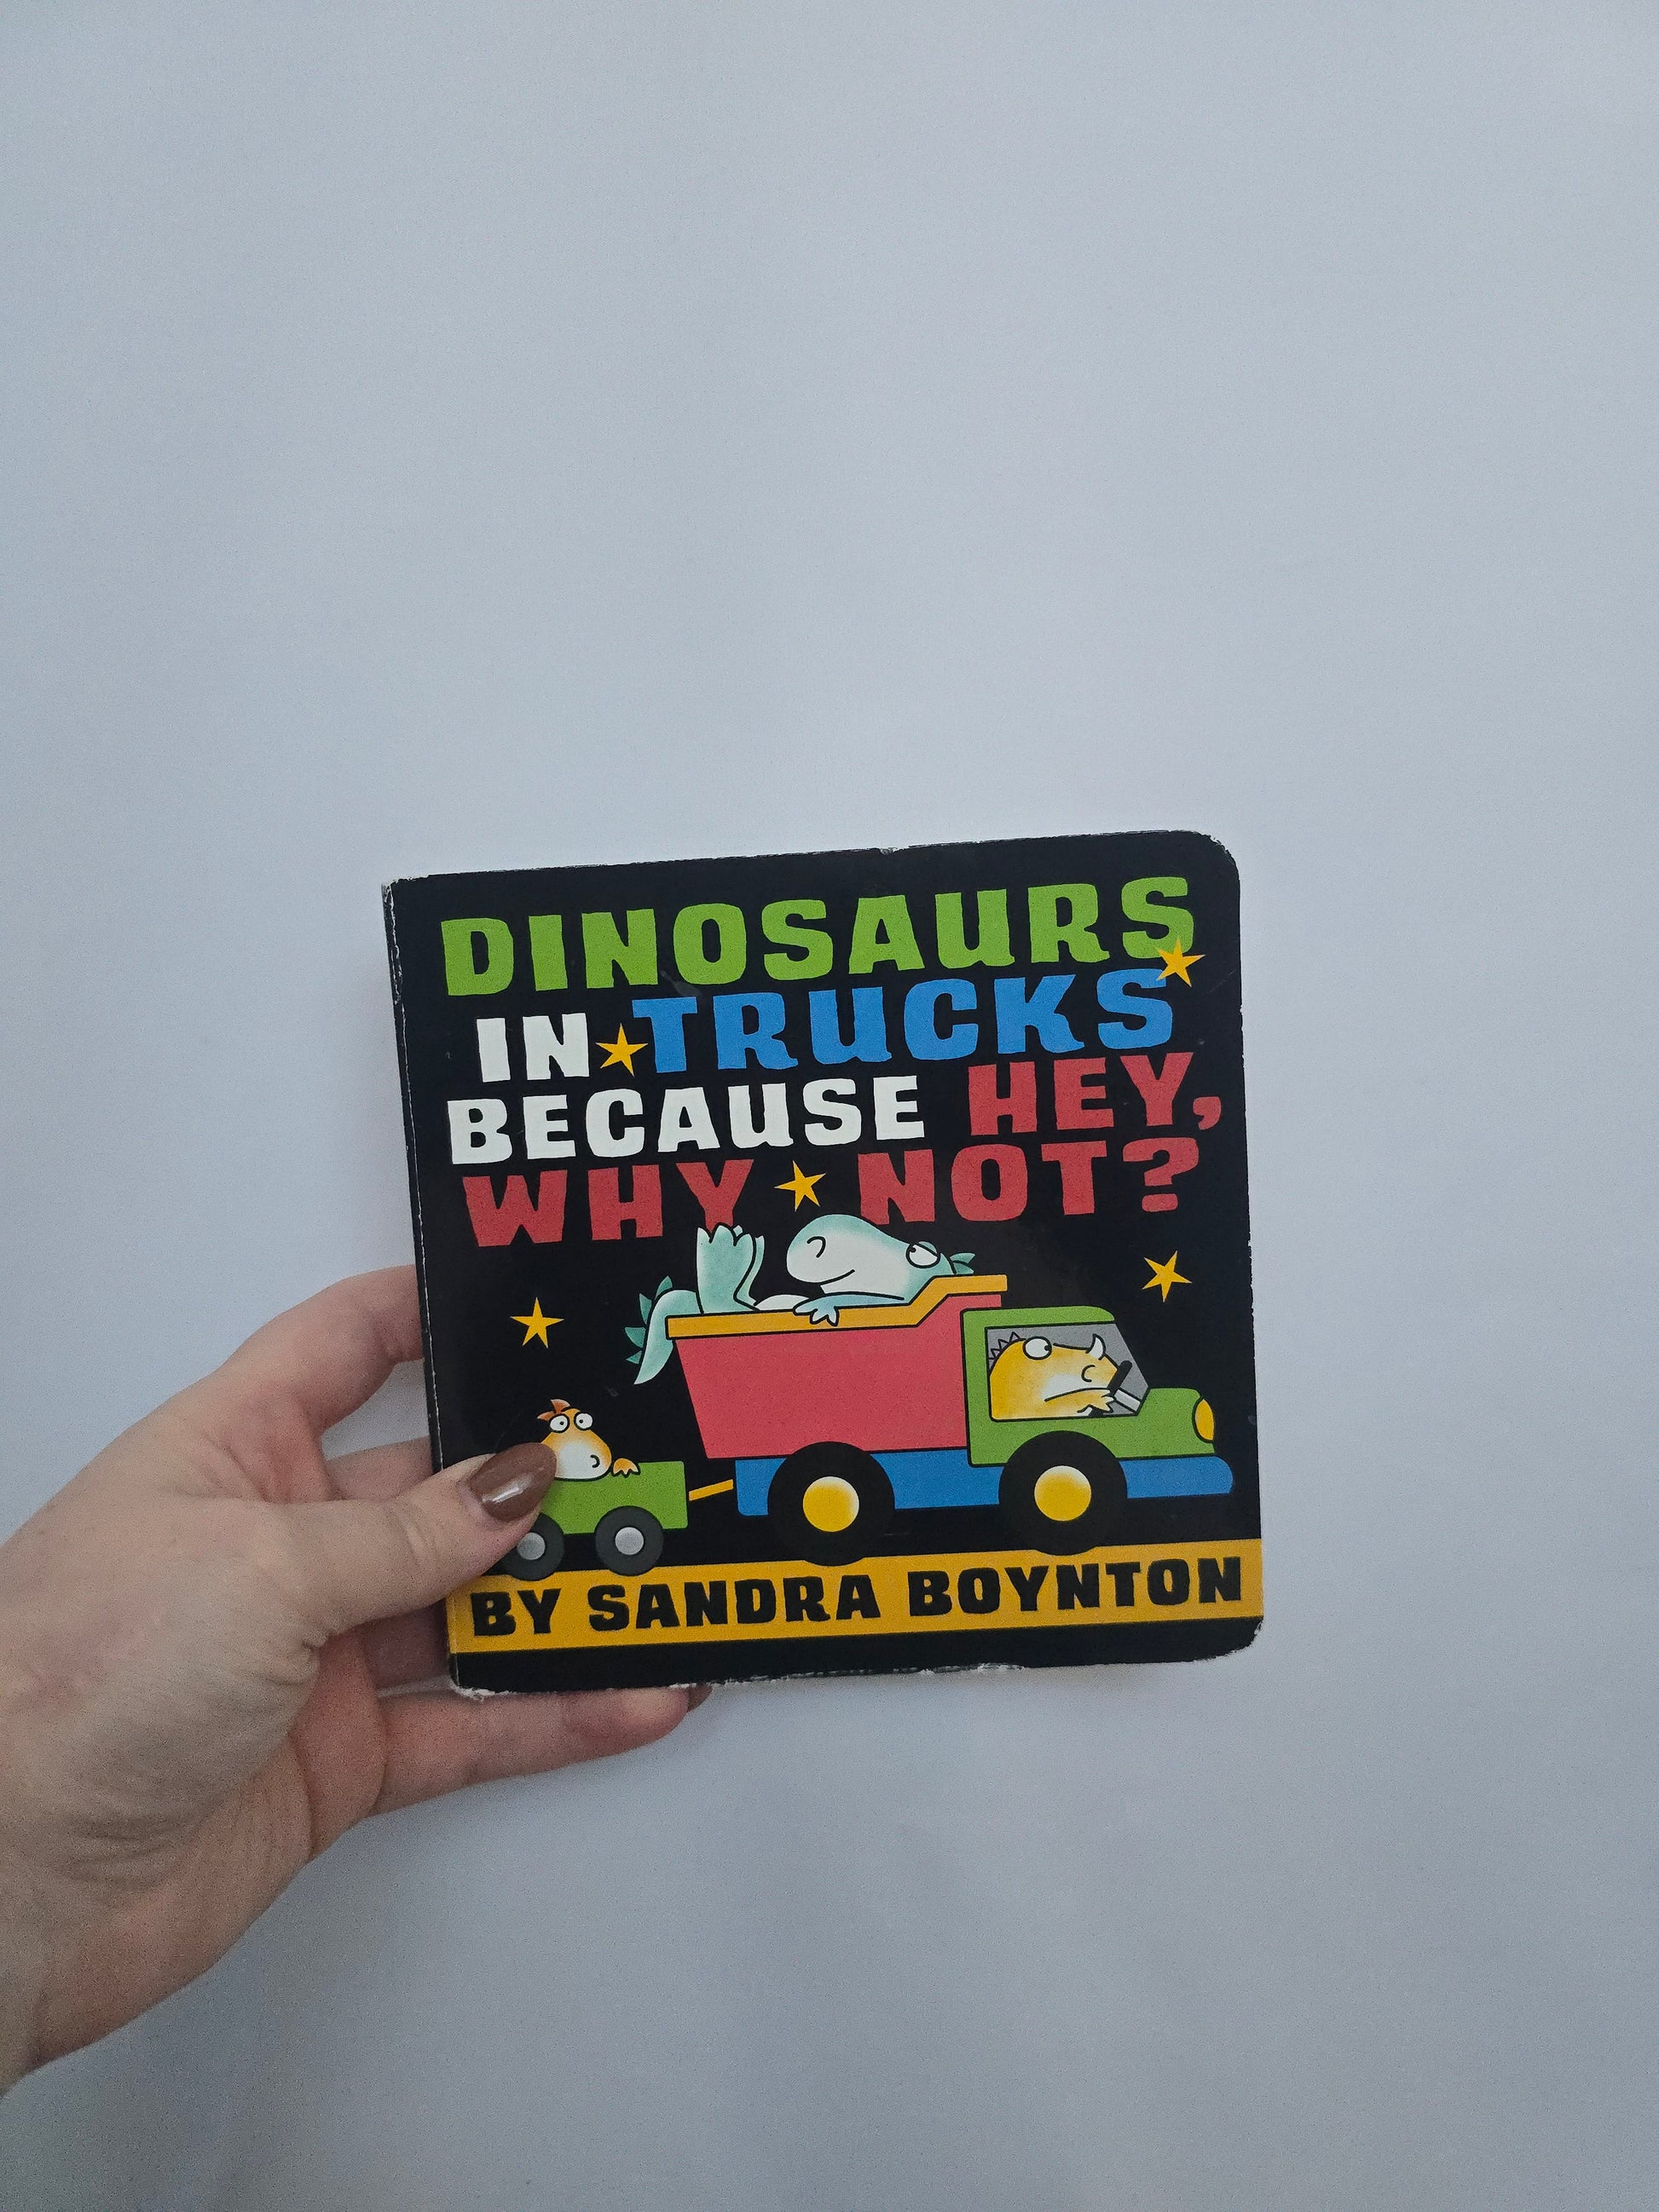 DINOSAURS
IN TRUCKS
BECAUSE HEY,
WHY NOT?
BY SANDRA BOYNTON